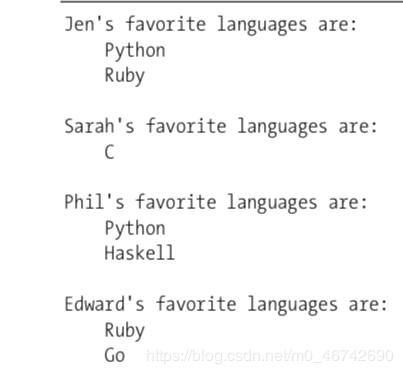 Jen's favorite languages are:
    Python
    Ruby

Sarah's favorite languages are:
    C

Phil's favorite languages are:
    Python
    Haskell

Edward's favorite languages are:
    Ruby
    Go
https://blog.csdn.net/m0_46742690